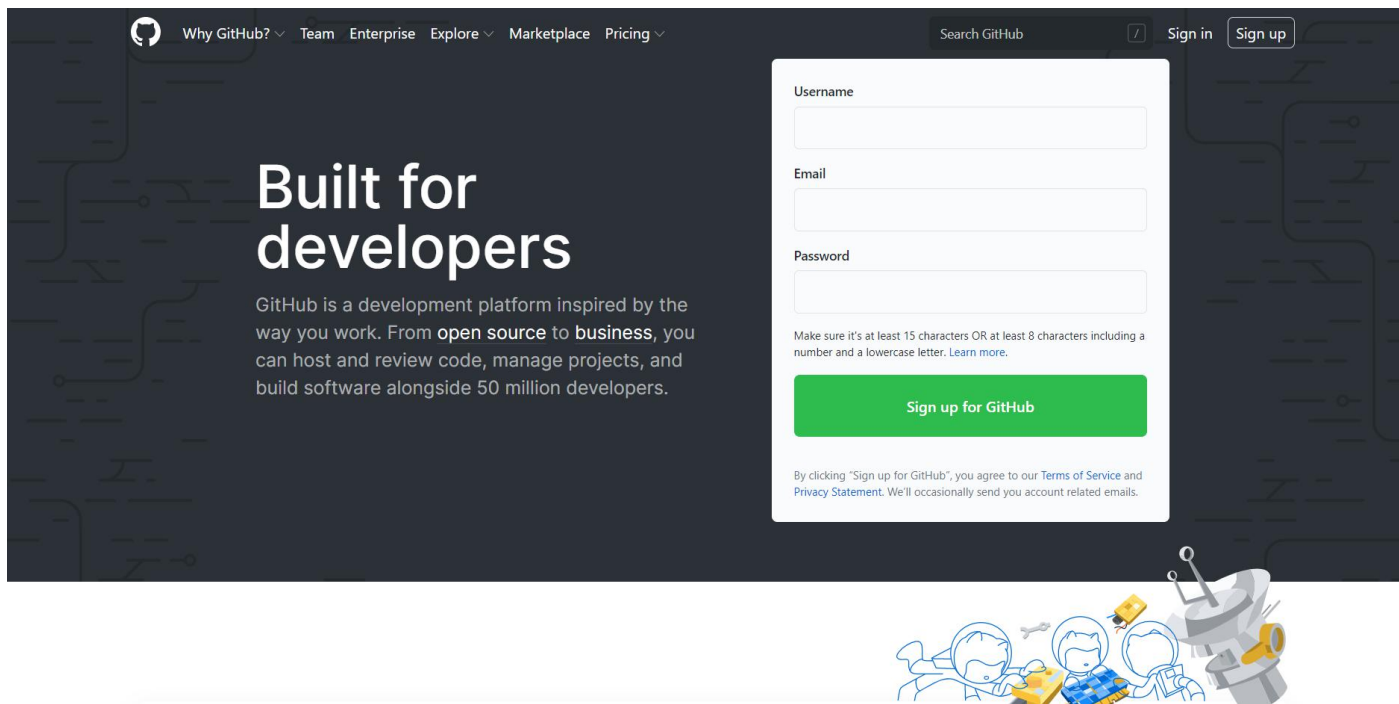 Why GitHub? Team Enterprise Explore Marketplace Pricing Search GitHub / Sign in Sign up
Built for
developers
GitHub is a development platform inspired by the
way you work. From open source to business, you
can host and review code, manage projects, and
build software alongside 50 million developers.
Username
Email
Password
Make sure it's at least 15 characters OR at least 8 characters including a
number and a lowercase letter. Learn more.
Sign up for GitHub
By clicking “Sign up for GitHub”, you agree to our Terms of Service and
Privacy Statement. We’ll occasionally send you account related emails.